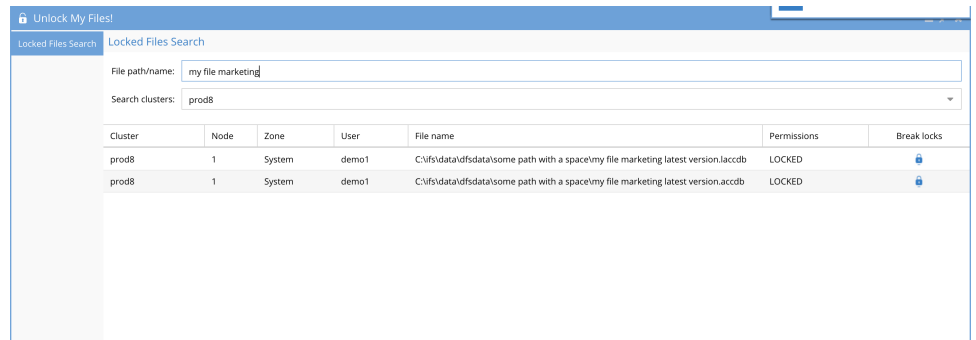 Unlock My Files!
Locked Files Search
Locked Files Search
File path/name: my file marketing
Search clusters: prod8
Cluster Node Zone User File name Permissions Break locks
prod8 1 System demo1 C:\ifs\data\dfsdata\some path with a space\my file marketing latest version.laccdb LOCKED
prod8 1 System demo1 C:\ifs\data\dfsdata\some path with a space\my file marketing latest version.accdb LOCKED